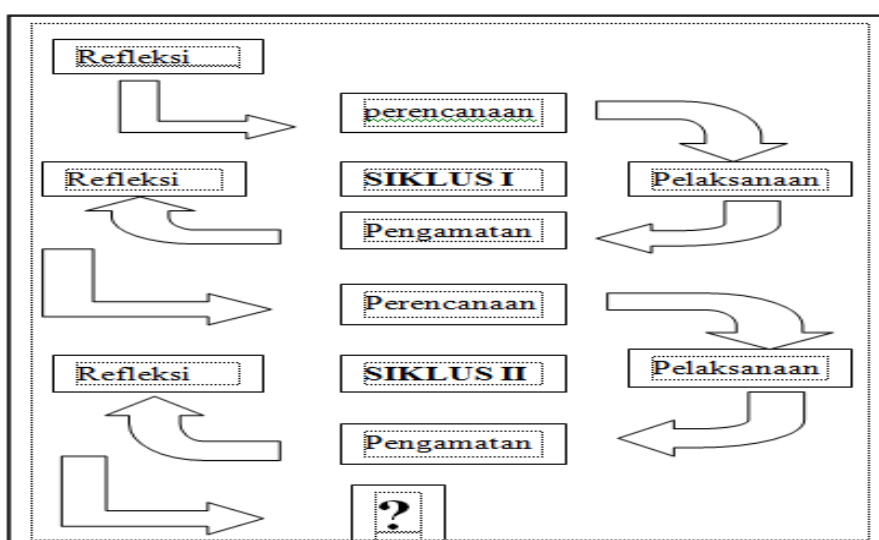 Refleksi
perencanaan
Refleksi
SIKLUS I
Pelaksanaan
Pengamatan
Perencanaan
Refleksi
SIKLUS II
Pelaksanaan
Pengamatan
?